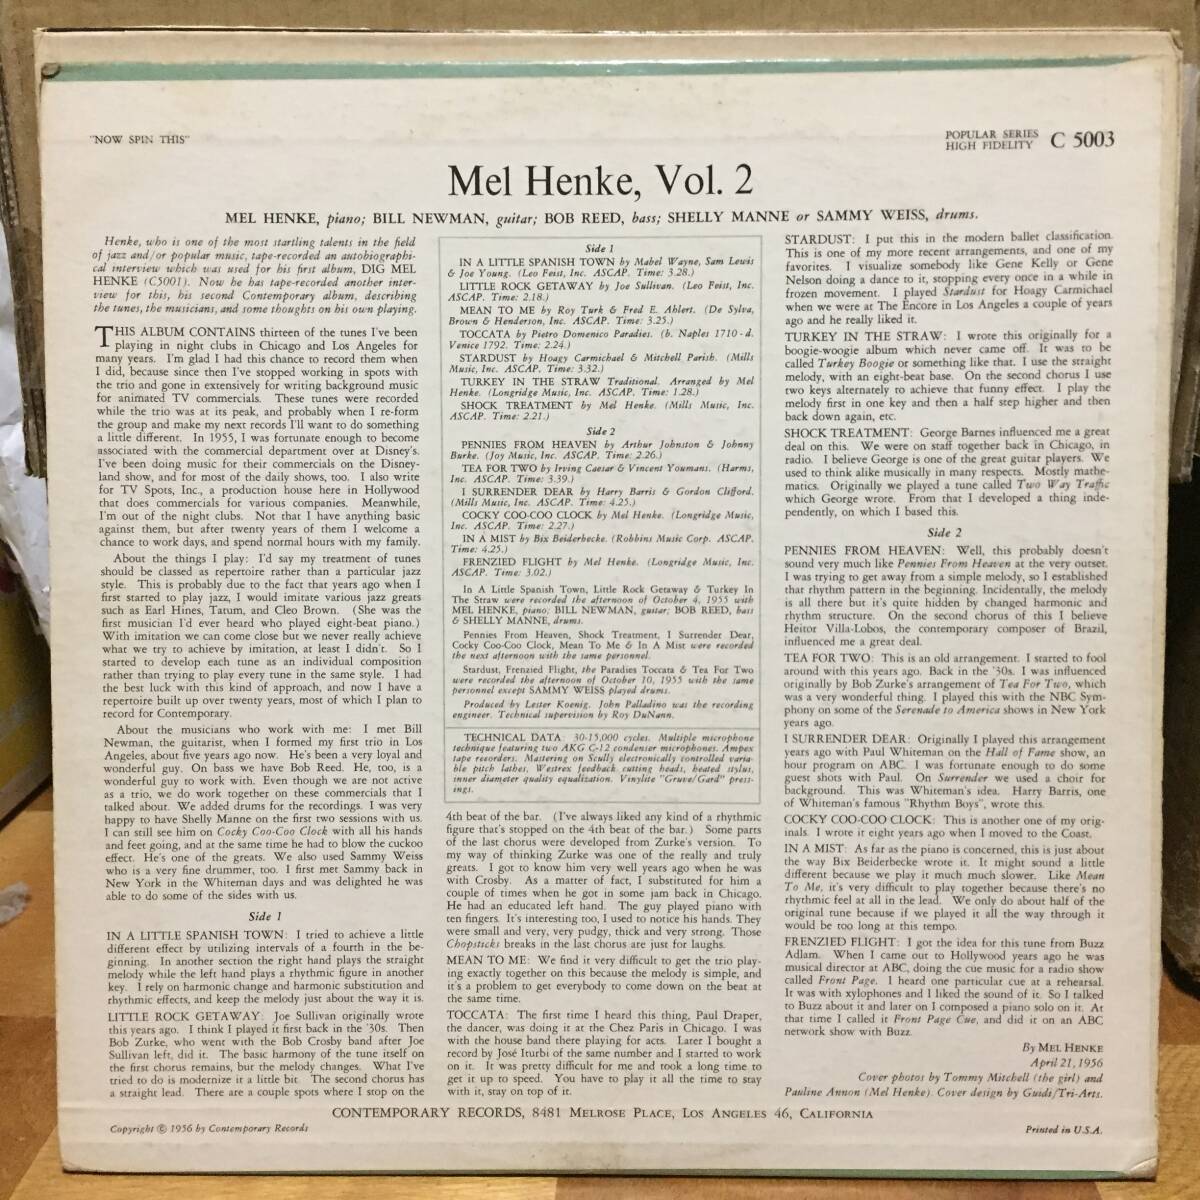 "NOW SPIN THIS"
POPULAR SERIES
HIGH FIDELITY C 5003
Mel Henke, Vol. 2
MEL HENKE, piano; BILL NEWMAN, guitar; BOB REED, bass; SHELLY MANNE or SAMMY WEISS, drums.
Henke, who is one of the most startling talents in the field
of jazz and/or popular music, tape-recorded an autobiographi-
cal interview which was used for his first album, DIG MEL
HENKE (C5001). Now he has tape-recorded another inter-
view for this, his second Contemporary album, describing
the tunes, the musicians, and some thoughts on his own playing.
THIS ALBUM CONTAINS thirteen of the tunes I've been
playing in night clubs in Chicago and Los Angeles for
many years. I'm glad I had this chance to record them when
I did, because since then I've stopped working in spots with
the trio and gone in extensively for writing background music
for animated TV commercials. These tunes were recorded
while the trio was at its peak, and probably when I re-form
the group and make my next records I'll want to do something
a little different. In 1955, I was fortunate enough to become
associated with the commercial department over at Disney's.
I've been doing music for their commercials on the Disney-
land show, and for most of the daily shows, too. I also write
for TV Spots, Inc., a production house here in Hollywood
that does commercials for various companies. Meanwhile,
I'm out of the night clubs. Not that I have anything basic
against them, but after twenty years of them I welcome a
chance to work days, and spend normal hours with my family.
About the things I play: I'd say my treatment of tunes
should be classed as repertoire rather than a particular jazz
style. This is probably due to the fact that years ago when I
first started to play jazz, I would imitate various jazz greats
such as Earl Hines, Tatum, and Cleo Brown. (She was the
first musician I'd ever heard who played eight-beat piano.)
With imitation we can come close but we never really achieve
what we try to achieve by imitation, at least I didn't. So I
started to develop each tune as an individual composition
rather than trying to play every tune in the same style. I had
the best luck with this kind of approach, and now I have a
repertoire built up over twenty years, most of which I plan to
record for Contemporary.
About the musicians who work with me: I met Bill
Newman, the guitarist, when I formed my first trio in Los
Angeles, about five years ago now. He's been a very loyal and
wonderful guy. On bass we have Bob Reed. He, too, is a
wonderful guy to work with. Even though we are not active
as a trio, we do work together on these commercials that I
talked about. We added drums for the recordings. I was very
happy to have Shelly Manne on the first two sessions with us.
I can still see him on Cocky Coo-Coo Clock with all his hands
and feet going, and at the same time he had to blow the cuckoo
effect. He's one of the greats. We also used Sammy Weiss
who is a very fine drummer, too. I first met Sammy back in
New York in the Whiteman days and was delighted he was
able to do some of the sides with us.
Side 1
IN A LITTLE SPANISH TOWN: I tried to achieve a little
different effect by utilizing intervals of a fourth in the be-
ginning. In another section the right hand plays the straight
melody while the left hand plays a rhythmic figure in another
key. I rely on harmonic change and harmonic substitution and
rhythmic effects, and keep the melody just about the way it is.
LITTLE ROCK GETAWAY: Joe Sullivan originally wrote
this years ago. I think I played it first back in the '30s. Then
Bob Zurke, who went with the Bob Crosby band after Joe
Sullivan left, did it. The basic harmony of the tune itself on
the first chorus remains, but the melody changes. What I've
tried to do is modernize it a little bit. The second chorus has
a straight lead. There are a couple spots where I stop on the
Side 1
IN A LITTLE SPANISH TOWN by Mabel Wayne, Sam Lewis
& Joe Young. (Leo Feist, Inc. ASCAP. Time: 3.28.)
LITTLE ROCK GETAWAY by Joe Sullivan. (Leo Feist, Inc.
ASCAP. Time: 2.18.)
MEAN TO ME by Roy Turk & Fred E. Ahlert. (De Sylva,
Brown & Henderson, Inc. ASCAP. Time: 3.25.)
TOCCATA by Pietro Domenico Paradies. (b. Naples 1710 - d.
Venice 1792. Time: 2.24.)
STARDUST by Hoagy Carmichael & Mitchell Parish. (Mills
Music, Inc. ASCAP. Time: 3.32.)
TURKEY IN THE STRAW Traditional. Arranged by Mel
Henke. (Longridge Music, Inc. ASCAP. Time: 1.28.)
SHOCK TREATMENT by Mel Henke. (Mills Music, Inc.
ASCAP. Time: 2.21.)
Side 2
PENNIES FROM HEAVEN by Arthur Johnston & Johnny
Burke. (Joy Music, Inc. ASCAP. Time: 2.26.)
TEA FOR TWO by Irving Caesar & Vincent Youmans. (Harms,
Inc. ASCAP. Time: 3.39.)
I SURRENDER DEAR by Harry Barris & Gordon Clifford.
(Mills Music, Inc. ASCAP. Time: 4.25.)
COCKY COO-COO CLOCK by Mel Henke. (Longridge Music,
Inc. ASCAP. Time: 2.27.)
IN A MIST by Bix Beiderbecke. (Robbins Music Corp. ASCAP.
Time: 4.25.)
FRENZIED FLIGHT by Mel Henke. (Longridge Music, Inc.
ASCAP. Time: 3.02.)
In A Little Spanish Town, Little Rock Getaway & Turkey In
The Straw were recorded the afternoon of October 4, 1955 with
MEL HENKE, piano; BILL NEWMAN, guitar; BOB REED, bass
& SHELLY MANNE, drums.
Pennies From Heaven, Shock Treatment, I Surrender Dear,
Cocky Coo-Coo Clock, Mean To Me & In A Mist were recorded
the next afternoon with the same personnel.
Stardust, Frenzied Flight, the Paradies Toccata & Tea For Two
were recorded the afternoon of October 10, 1955 with the same
personnel except SAMMY WEISS played drums.
Produced by Lester Koenig. John Palladino was the recording
engineer. Technical supervision by Roy DuNann.
TECHNICAL DATA: 30-15,000 cycles. Multiple microphone
technique featuring two AKG C-12 condenser microphones. Ampex
tape recorders. Mastering on Scully electronically controlled varia-
ble pitch lathes, Westrex feedback cutting heads, heated stylus,
inner diameter quality equalization. Vinylite "Gruve/Gard" press-
ings.
4th beat of the bar. (I've always liked any kind of a rhythmic
figure that's stopped on the 4th beat of the bar.) Some parts
of the last chorus were developed from Zurke's version. To
my way of thinking Zurke was one of the really and truly
greats. I got to know him very well years ago when he was
with Crosby. As a matter of fact, I substituted for him a
couple of times when he got in some jam back in Chicago.
He had an educated left hand. The guy played piano with
ten fingers. It's interesting too, I used to notice his hands. They
were small and very, very pudgy, thick and very strong. Those
Chopsticks breaks in the last chorus are just for laughs.
MEAN TO ME: We find it very difficult to get the trio play-
ing exactly together on this because the melody is simple, and
it's a problem to get everybody to come down on the beat at
the same time.
TOCCATA: The first time I heard this thing, Paul Draper,
the dancer, was doing it at the Chez Paris in Chicago. I was
with the house band there playing for acts. Later I bought a
record by José Iturbi of the same number and I started to work
on it. It was pretty difficult for me and took a long time to
get it up to speed. You have to play it all the time to stay
with it, stay on top of it.
STARDUST: I put this in the modern ballet classification.
This is one of my more recent arrangements, and one of my
favorites. I visualize somebody like Gene Kelly or Gene
Nelson doing a dance to it, stopping every once in a while in
frozen movement. I played Stardust for Hoagy Carmichael
when we were at The Encore in Los Angeles a couple of years
ago and he really liked it.
TURKEY IN THE STRAW: I wrote this originally for a
boogie-woogie album which never came off. It was to be
called Turkey Boogie or something like that. I use the straight
melody, with an eight-beat base. On the second chorus I use
two keys alternately to achieve that funny effect. I play the
melody first in one key and then a half step higher and then
back down again, etc.
SHOCK TREATMENT: George Barnes influenced me a great
deal on this. We were on staff together back in Chicago, in
radio. I believe George is one of the great guitar players. We
used to think alike musically in many respects. Mostly mathe-
matics. Originally we played a tune called Two Way Traffic
which George wrote. From that I developed a thing inde-
pendently, on which I based this.
Side 2
PENNIES FROM HEAVEN: Well, this probably doesn't
sound very much like Pennies From Heaven at the very outset.
I was trying to get away from a simple melody, so I established
that rhythm pattern in the beginning. Incidentally, the melody
is all there but it's quite hidden by changed harmonic and
rhythm structure. On the second chorus of this I believe
Heitor Villa-Lobos, the contemporary composer of Brazil,
influenced me a great deal.
TEA FOR TWO: This is an old arrangement. I started to fool
around with this years ago. Back in the '30s. I was influenced
originally by Bob Zurke's arrangement of Tea For Two, which
was a very wonderful thing. I played this with the NBC Sym-
phony on some of the Serenade to America shows in New York
years ago.
I SURRENDER DEAR: Originally I played this arrangement
years ago with Paul Whiteman on the Hall of Fame show, an
hour program on ABC. I was fortunate enough to do some
guest shots with Paul. On Surrender we used a choir for
background. This was Whiteman's idea. Harry Barris, one
of Whiteman's famous "Rhythm Boys", wrote this.
COCKY COO-COO CLOCK: This is another one of my orig-
inals. I wrote it eight years ago when I moved to the Coast.
IN A MIST: As far as the piano is concerned, this is just about
the way Bix Beiderbecke wrote it. It might sound a little
different because we play it much much slower. Like Mean
To Me, it's very difficult to play together because there's no
rhythmic feel at all in the lead. We only do about half of the
original tune because if we played it all the way through it
would be too long at this tempo.
FRENZIED FLIGHT: I got the idea for this tune from Buzz
Adlam. When I came out to Hollywood years ago he was
musical director at ABC, doing the cue music for a radio show
called Front Page. I heard one particular cue at a rehearsal.
It was with xylophones and I liked the sound of it. So I talked
to Buzz about it and later on I composed a piano solo on it. At
that time I called it Front Page Cue, and did it on an ABC
network show with Buzz.
By MEL HENKE
April 21, 1956
Cover photos by Tommy Mitchell (the girl) and
Pauline Annon (Mel Henke). Cover design by Guidi/Tri-Arts.
CONTEMPORARY RECORDS, 8481 MELROSE PLACE, LOS ANGELES 46, CALIFORNIA
Copyright © 1956 by Contemporary Records
Printed in U.S.A.